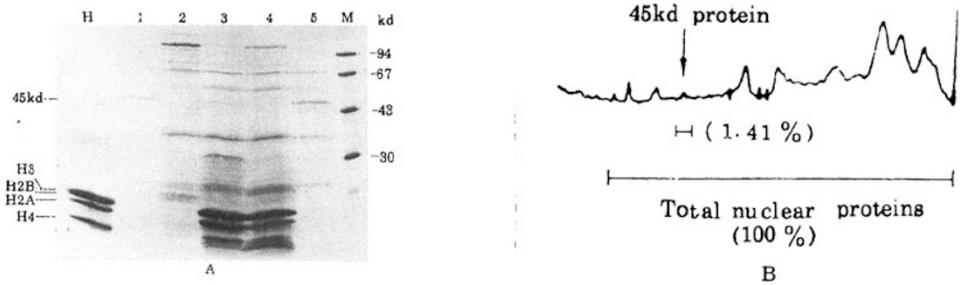 H 1 2 3 4 5 M kd
94
67
45kd
43
30
H3
H2B
H2A
H4
A
45kd protein
(1.41 %)
Total nuclear proteins
(100 %)
B